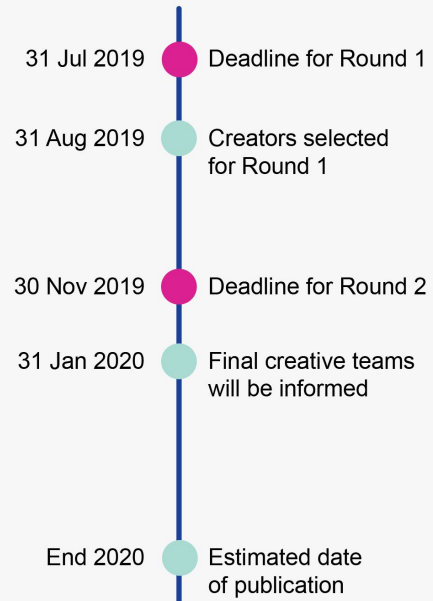 31 Jul 2019 Deadline for Round 1
31 Aug 2019 Creators selected
for Round 1
30 Nov 2019 Deadline for Round 2
31 Jan 2020 Final creative teams
will be informed
End 2020 Estimated date
of publication